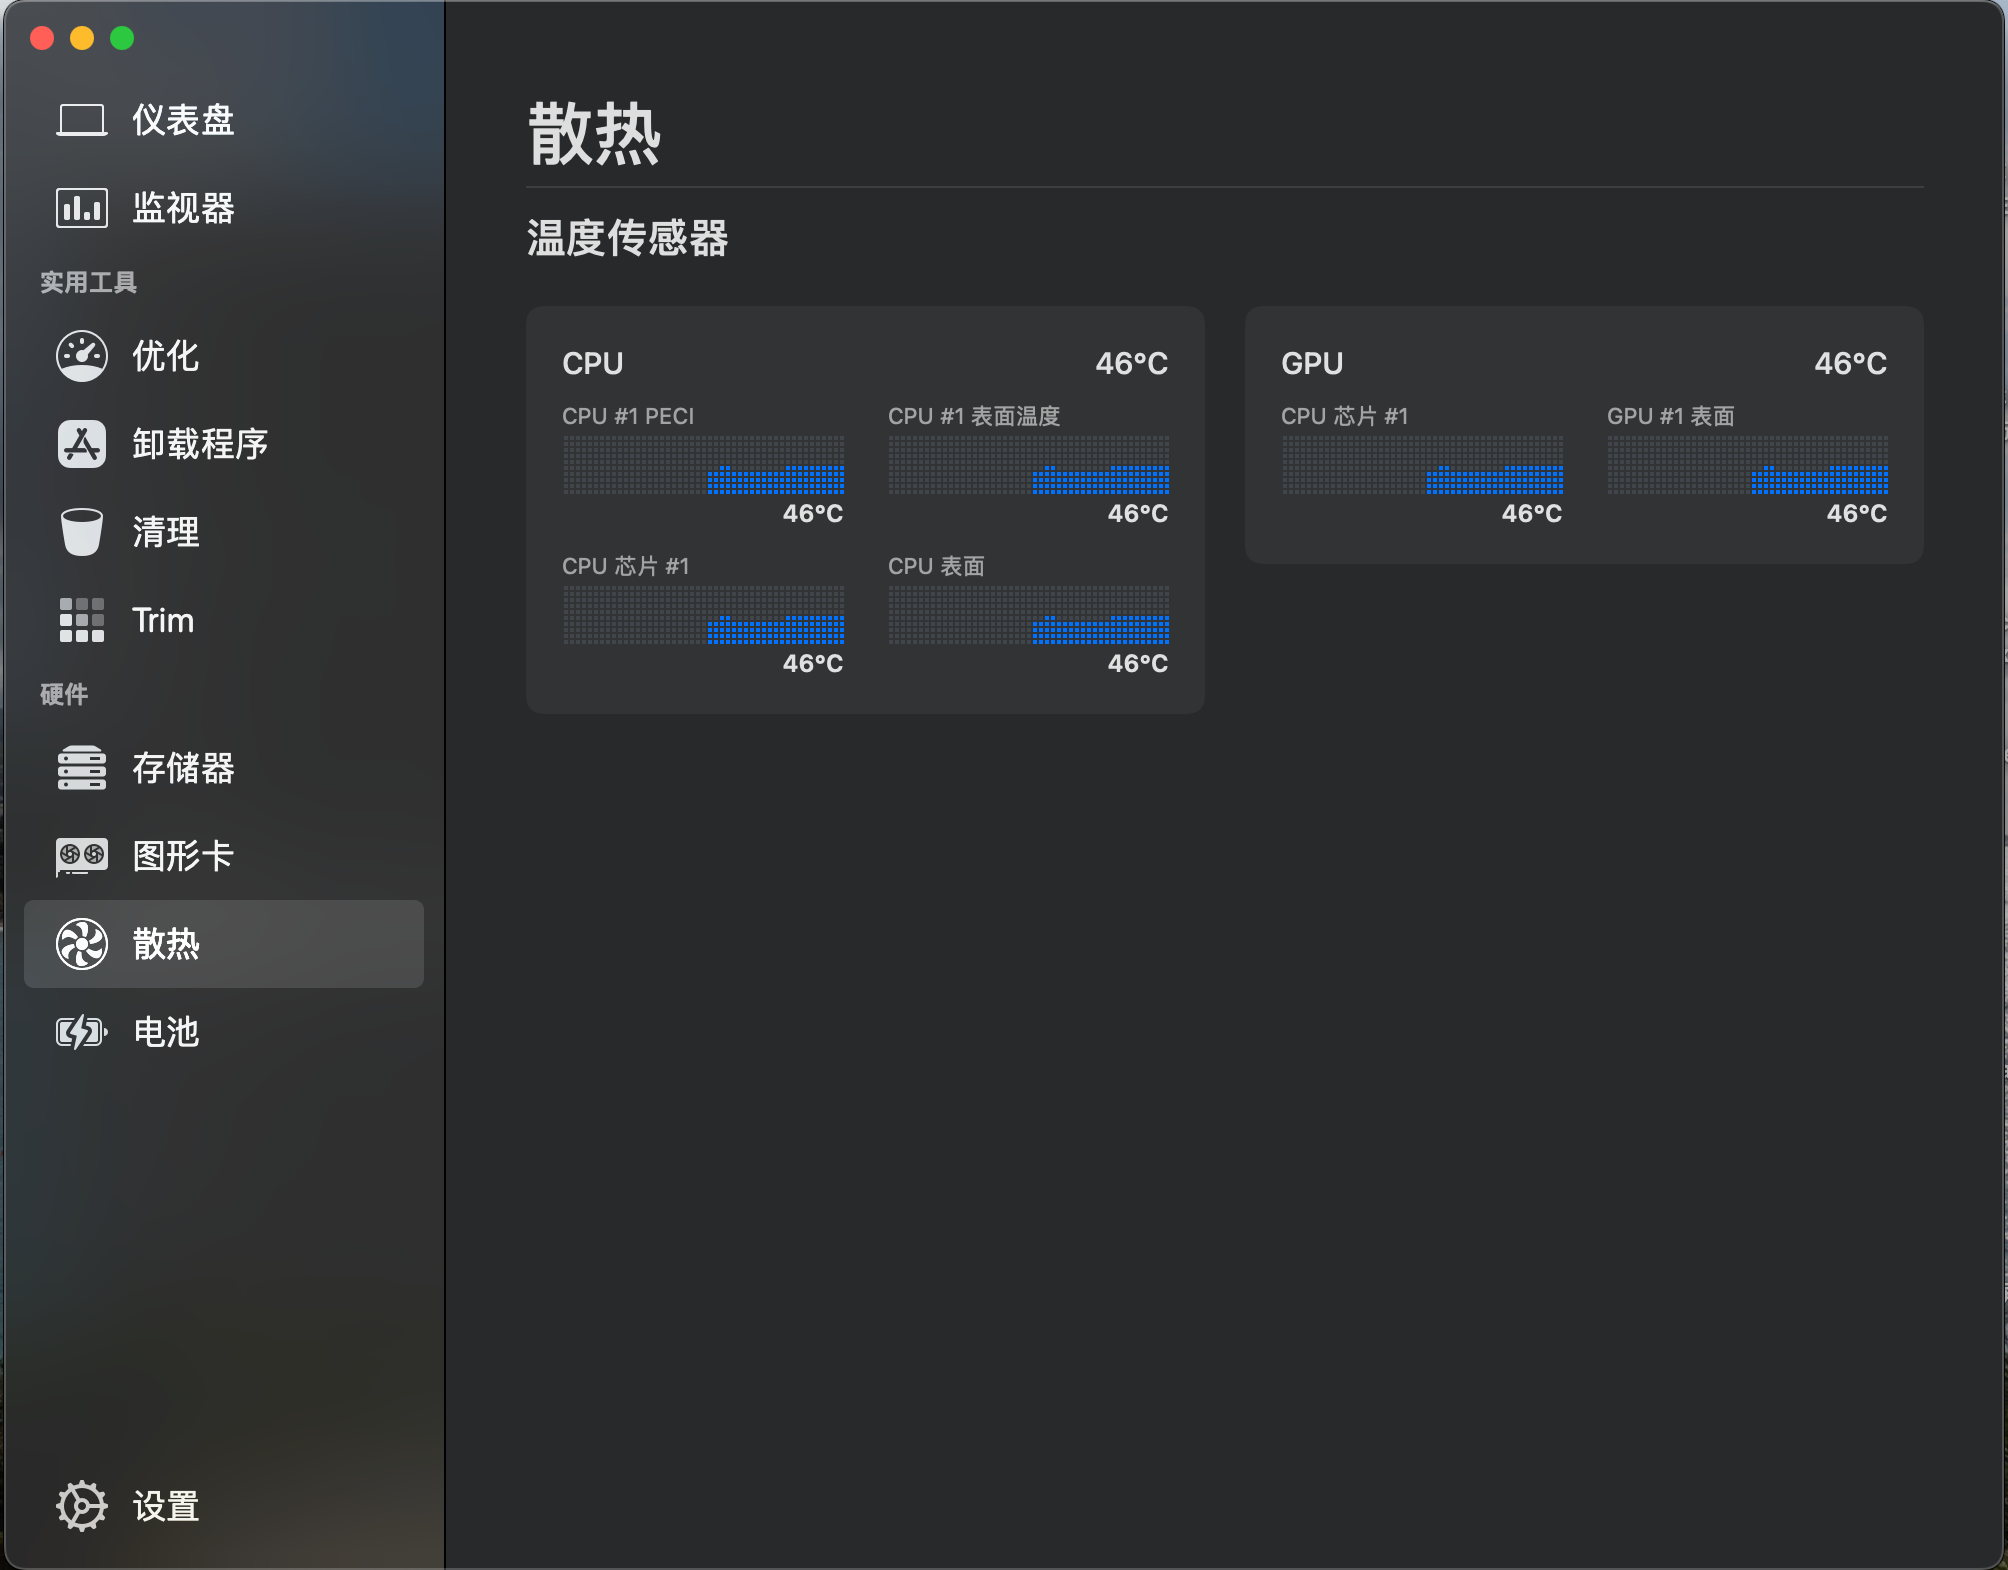 仪表盘
监视器
实用工具
优化
卸载程序
清理
Trim
硬件
存储器
图形卡
散热
电池
设置
散热
温度传感器
CPU 46°C
CPU #1 PECI
46°C
CPU #1 表面温度
46°C
CPU 芯片 #1
46°C
CPU 表面
46°C
GPU 46°C
CPU 芯片 #1
46°C
GPU #1 表面
46°C